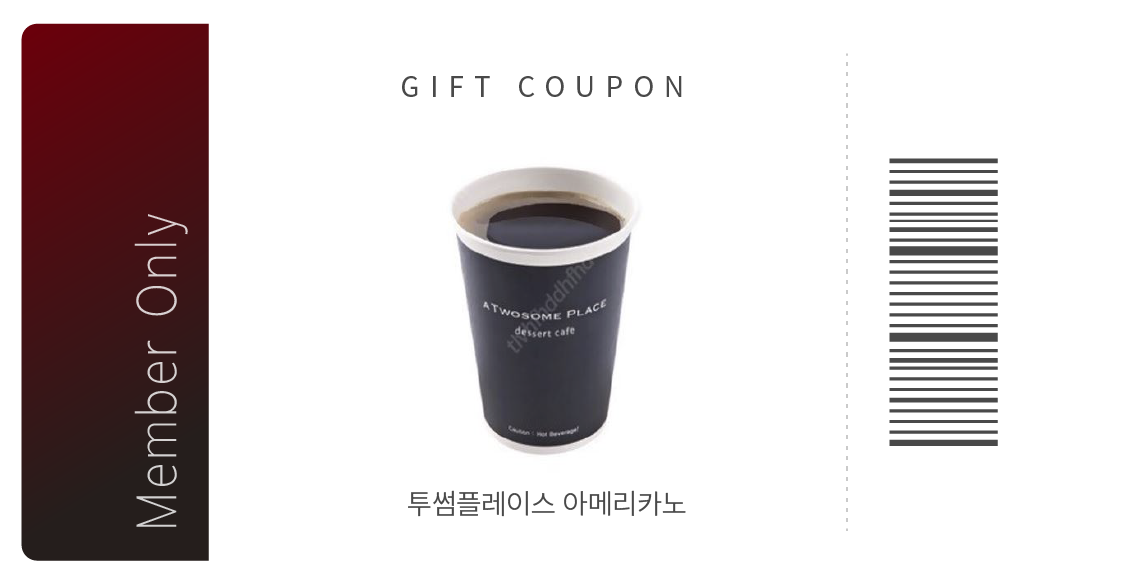 GIFT COUPON
Member Only
A TWOSOME PLACE
dessert cafe
Caution : Hot Beverage!
투썸플레이스 아메리카노